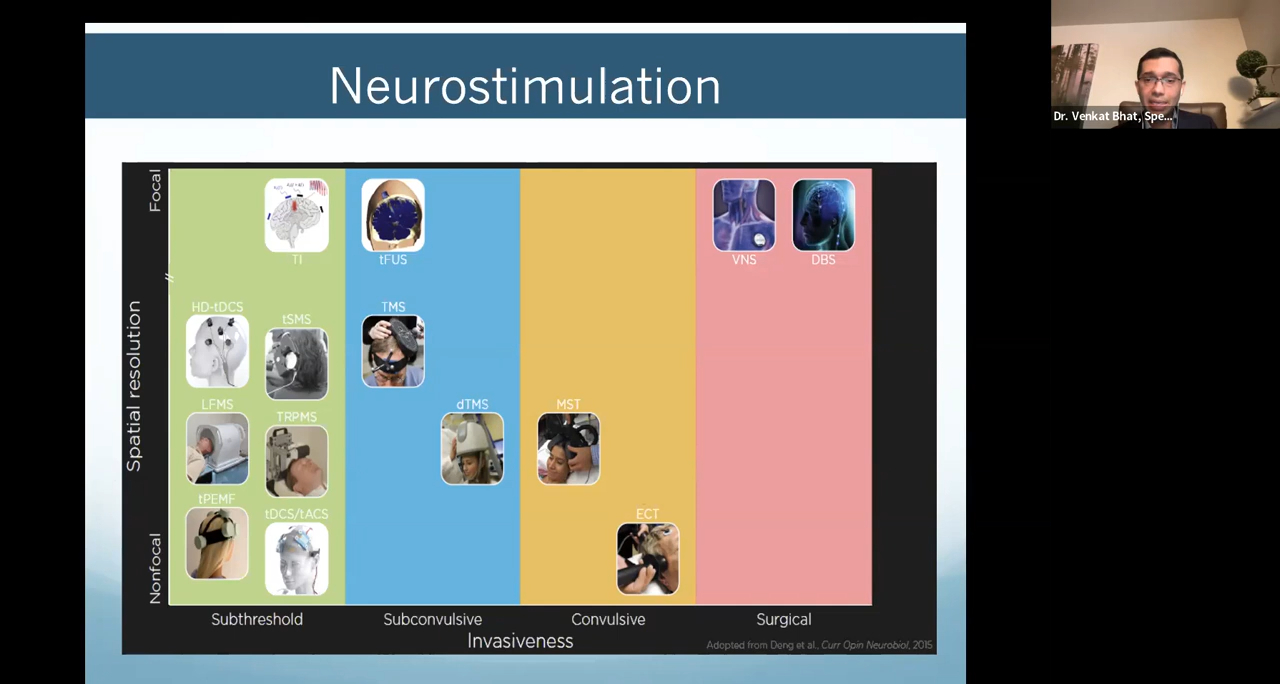 Neurostimulation
Dr. Venkat Bhat, Spe...
Focal
Spatial resolution
Nonfocal
TI
tFUS
VNS
DBS
HD-tDCS
tSMS
TMS
LFMS
TRPMS
dTMS
MST
tPEMF
tDCS/tACS
ECT
Subthreshold
Subconvulsive
Convulsive
Surgical
Invasiveness
Adopted from Deng et al., Curr Opin Neurobiol, 2015